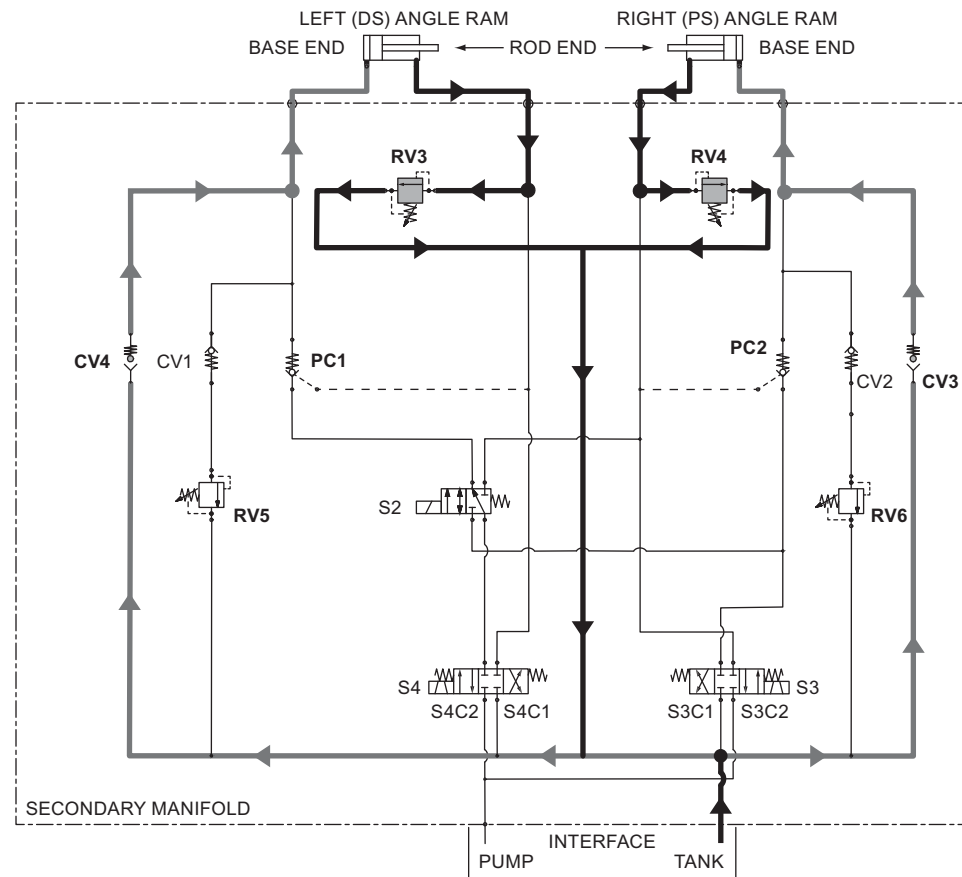 LEFT (DS) ANGLE RAM
RIGHT (PS) ANGLE RAM
BASE END
ROD END
BASE END
RV3
RV4
CV4
CV1
PC1
PC2
CV2
CV3
S2
RV5
RV6
S4
S3
S4C2
S4C1
S3C1
S3C2
SECONDARY MANIFOLD
INTERFACE
PUMP
TANK